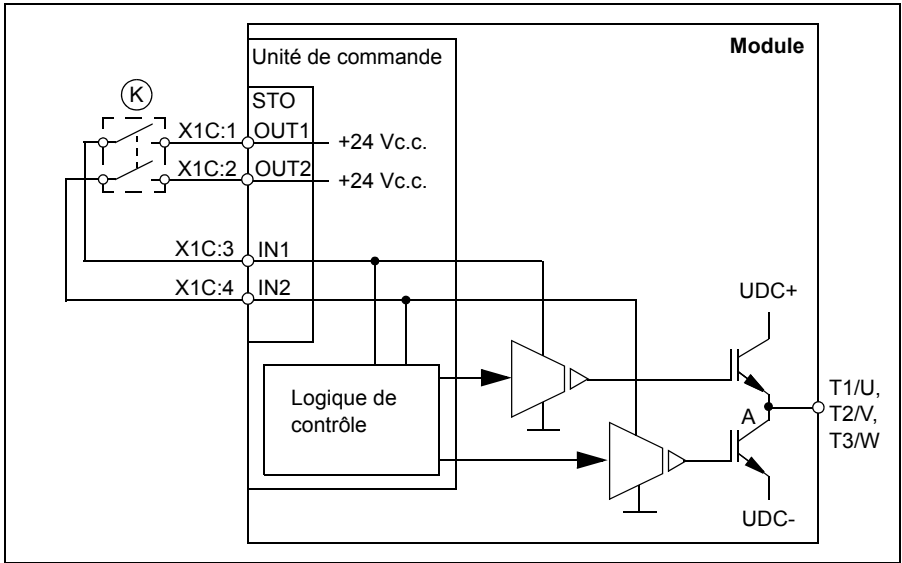 Module
Unité de commande
K
STO
X1C:1
OUT1
+24 Vc.c.
X1C:2
OUT2
+24 Vc.c.
X1C:3
IN1
X1C:4
IN2
UDC+
Logique de
contrôle
A
T1/U,
T2/V,
T3/W
UDC-